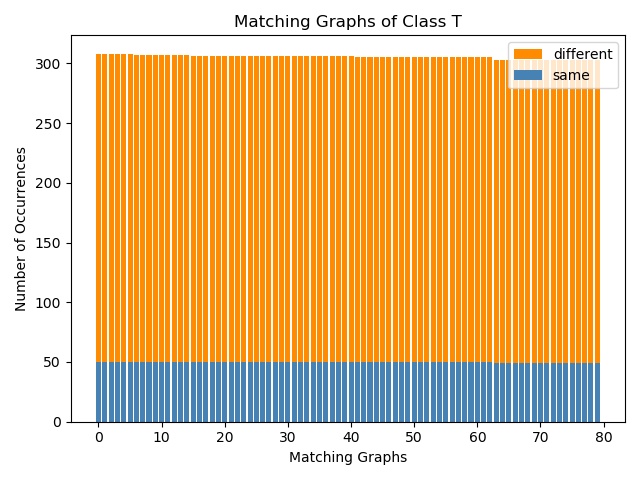 Matching Graphs of Class T
different
same
Number of Occurrences
300
250
200
150
100
50
0
0 10 20 30 40 50 60 70 80
Matching Graphs